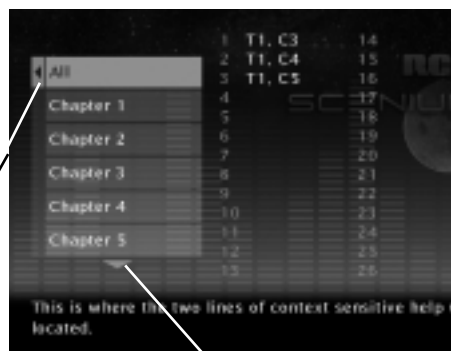 All
Chapter 1
Chapter 2
Chapter 3
Chapter 4
Chapter 5
1 T1, C3
2 T1, C4
3 T1, C5
4
5
6
7
8
9
10
11
12
13
14
15
16
17
18
19
20
21
22
23
24
25
26
RC
SCENIU
This is where the two lines of context sensitive help
located.